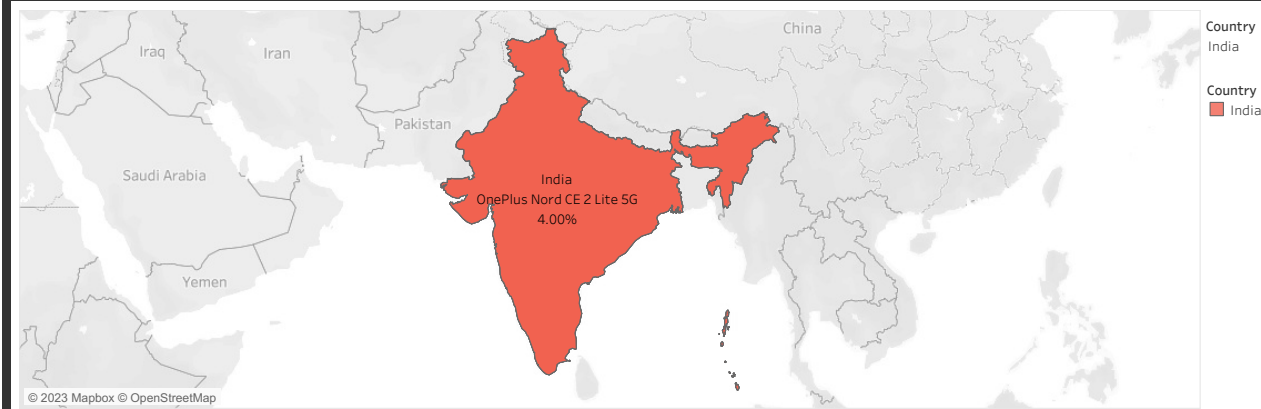 Iraq
Iran
China
Pakistan
Saudi Arabia
Yemen
India
OnePlus Nord CE 2 Lite 5G
4.00%
Country
India
Country
India
© 2023 Mapbox © OpenStreetMap